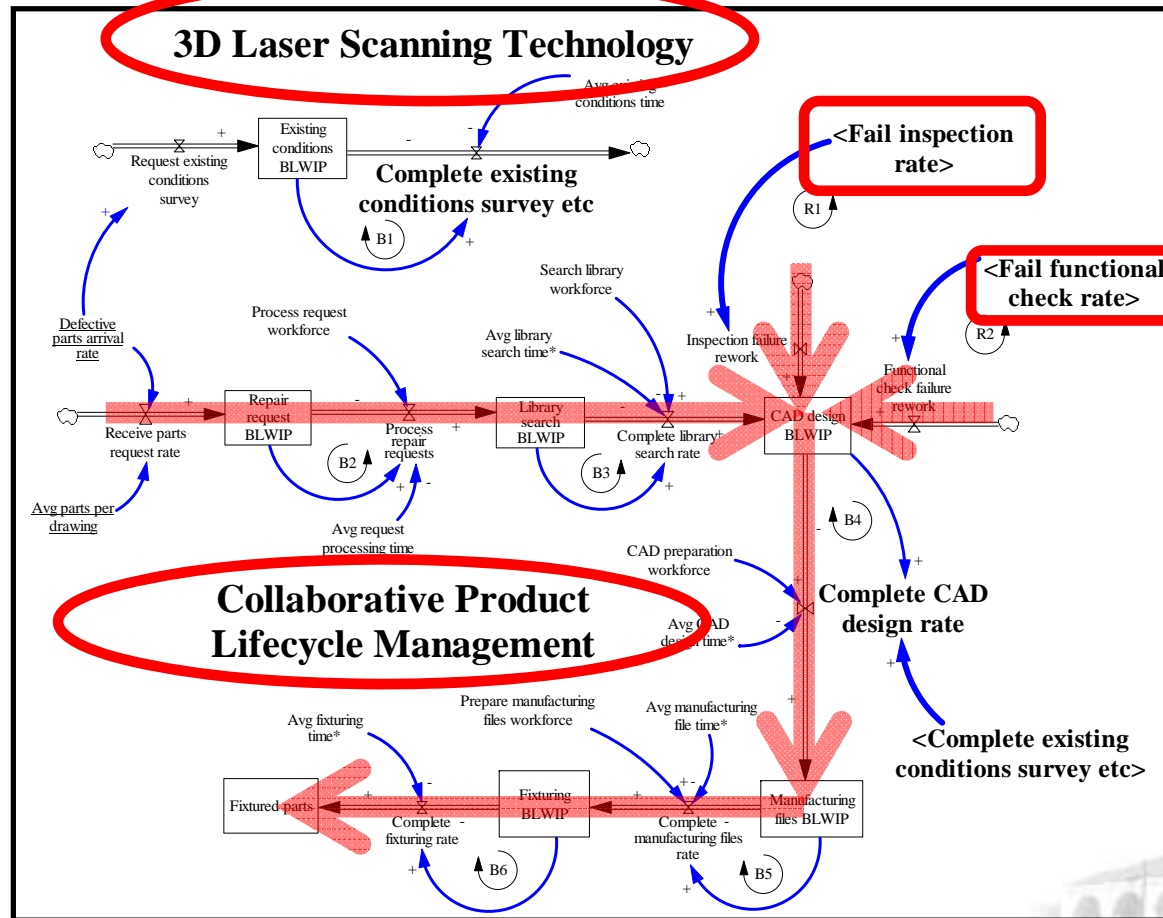 3D Laser Scanning Technology
Avg existing
conditions time
Existing
conditions
BLWIP
Request existing
conditions
survey
Complete existing
conditions survey etc
B1
<Fail inspection
rate>
R1
<Fail functional
check rate>
R2
Search library
workforce
Process request
workforce
Avg library
search time*
Defective
parts arrival
rate
Inspection failure
rework
Functional
check failure
rework
Repair
request
BLWIP
Library
search
BLWIP
CAD design
BLWIP
Receive parts
request rate
Process
repair
requests
Complete library
search rate
B2
B3
B4
Avg parts per
drawing
Avg request
processing time
CAD preparation
workforce
Complete CAD
design rate
Collaborative Product
Lifecycle Management
Avg CAD
design time*
Prepare manufacturing
files workforce
Avg manufacturing
file time*
Avg fixturing
time*
<Complete existing
conditions survey etc>
Fixtured parts
Fixturing
BLWIP
Manufacturing
files BLWIP
Complete
fixturing rate
Complete
manufacturing files
rate
B6
B5